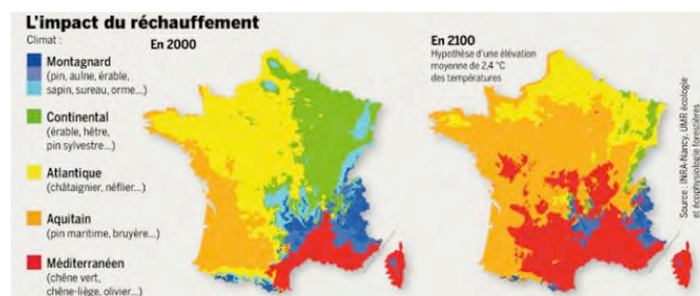 L'impact du réchauffement
Climat :
Montagnard
(pin, aulne, érable,
sapin, sureau, orme...)
Continental
(érable, hêtre,
pin sylvestre...)
Atlantique
(châtaignier, néflier...)
Aquitain
(pin maritime, bruyère...)
Méditerranéen
(chêne vert,
chêne-liège, olivier...)
En 2000
En 2100
Hypothèse d'une élévation
moyenne de 2,4 °C
des températures
Source : INRA-Nancy, UMR écologie
et écophysiologie forestières